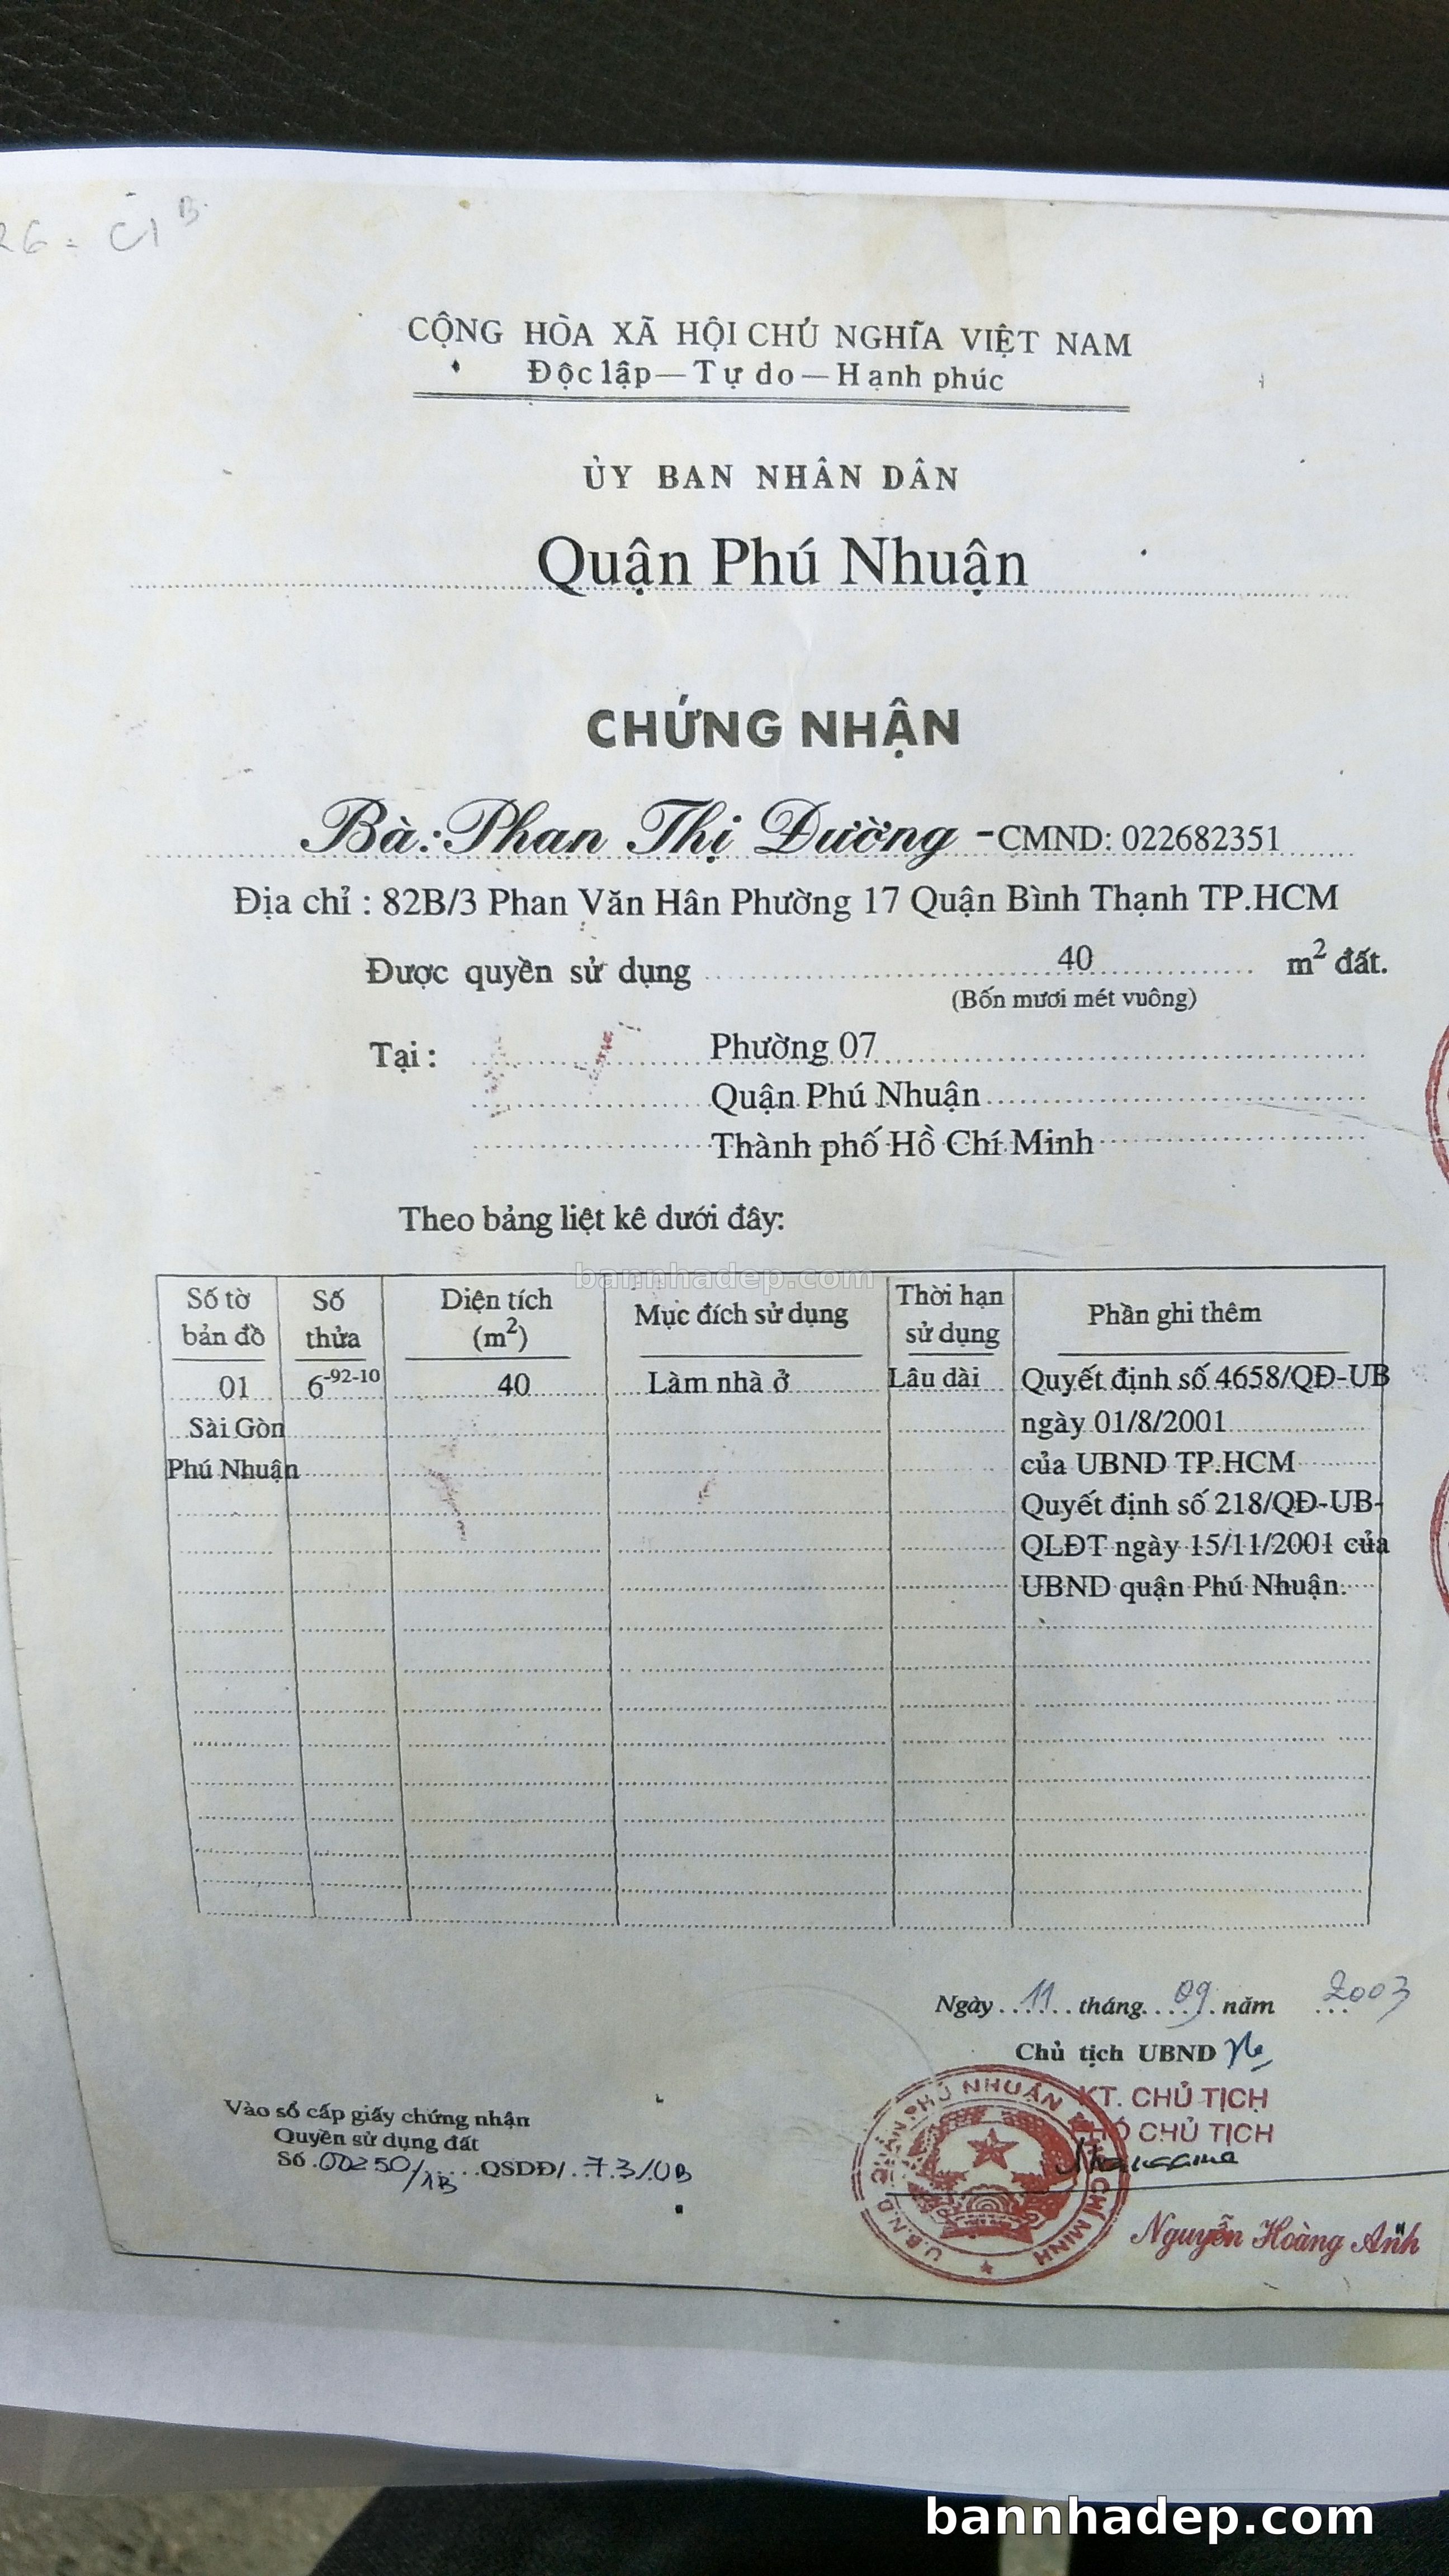 CỘNG HÒA XÃ HỘI CHỦ NGHĨA VIỆT NAM
Độc lập — Tự do — Hạnh phúc
ỦY BAN NHÂN DÂN
Quận Phú Nhuận
CHỨNG NHẬN
Bà: Phan Thị Dường - CMND: 022682351
Địa chỉ : 82B/3 Phan Văn Hân Phường 17 Quận Bình Thạnh TP.HCM
Được quyền sử dụng 40 m2 đất.
(Bốn mươi mét vuông)
Tại : Phường 07
Quận Phú Nhuận
Thành phố Hồ Chí Minh
Theo bảng liệt kê dưới đây:
bannhadep.com
Số tờ bản đồ Số thửa Diện tích (m2) Mục đích sử dụng Thời hạn sử dụng Phần ghi thêm
01 6-92-10 40 Làm nhà ở Lâu dài Quyết định số 4658/QĐ-UB
Sài Gòn ngày 01/8/2001
Phú Nhuận của UBND TP.HCM
Quyết định số 218/QĐ-UB-
QLĐT ngày 15/11/2001 của
UBND quận Phú Nhuận.
Ngày 11 tháng 09 năm 2003
Chủ tịch UBND
KT. CHỦ TỊCH
PHÓ CHỦ TỊCH
Vào sổ cấp giấy chứng nhận
Quyền sử dụng đất
Số 00250/1B QSDĐ/
U.B.N.D QUẬN PHÚ NHUẬN CHÍ MINH
Nguyễn Hoàng Anh
bannhadep.com